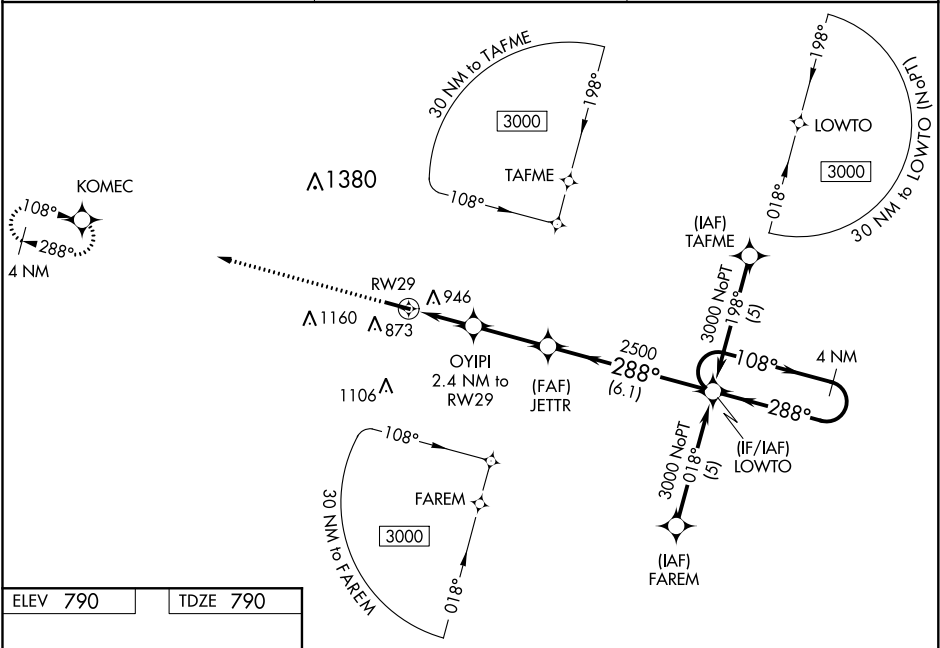 30 NM to TAFME
3000
198°
TAFME
108°
198°
LOWTO
3000
018°
30 NM to LOWTO (NoPT)
KOMEC
108°
288°
4 NM
1380
(IAF)
TAFME
3000 NoPT
198°
(5)
RW29
946
1160
873
OYIPI
2.4 NM to
RW29
(FAF)
JETTR
2500
288°
(6.1)
108°
4 NM
288°
(IF/IAF)
LOWTO
1106
3000 NoPT
018°
(5)
(IAF)
FAREM
108°
FAREM
3000
018°
30 NM to FAREM
ELEV 790
TDZE 790